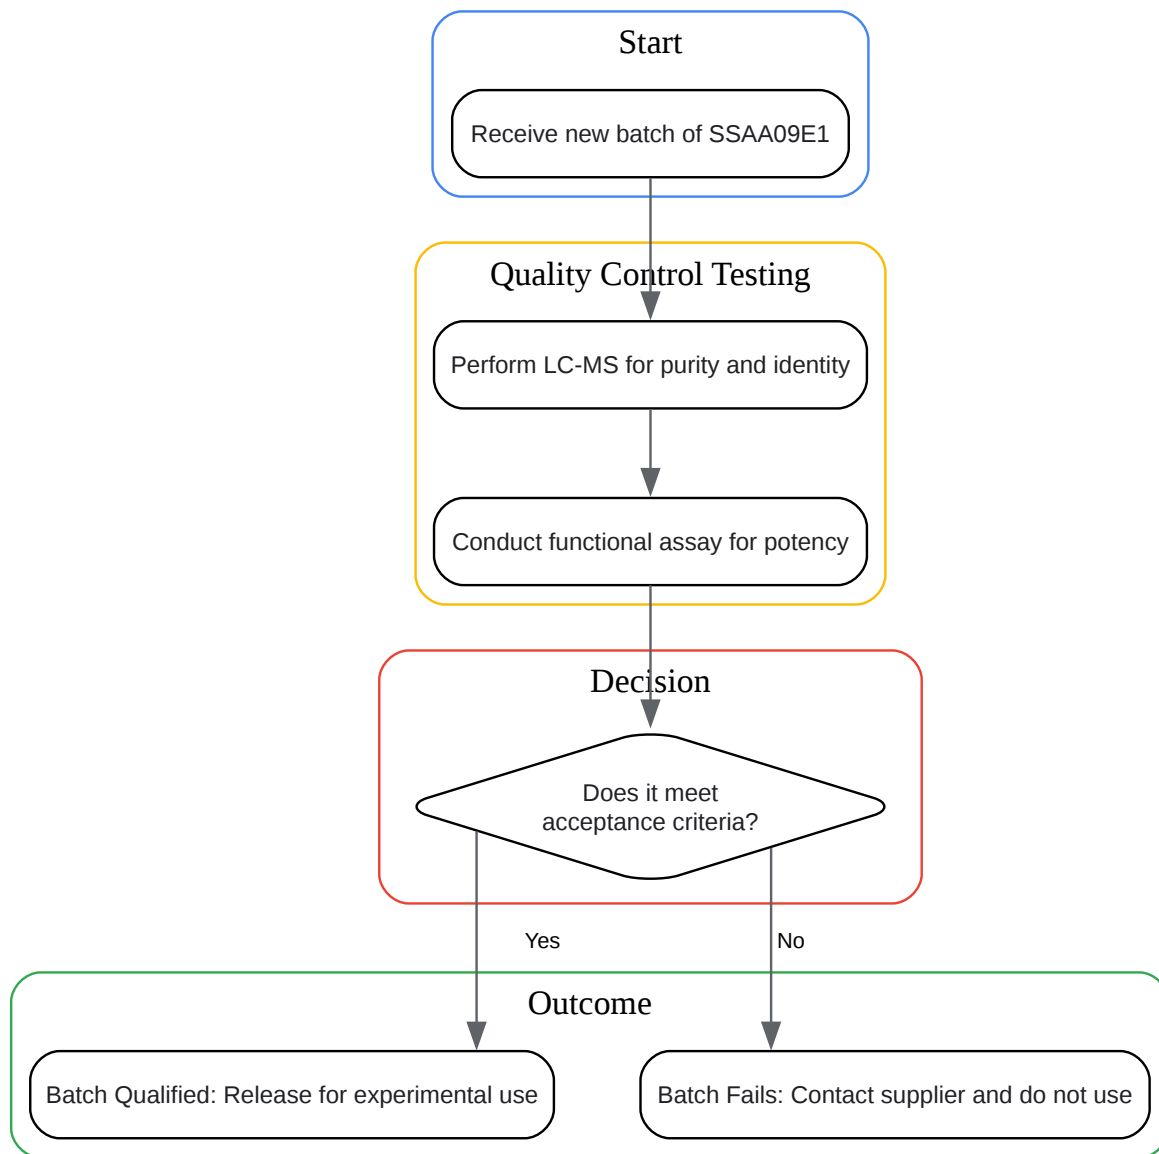 Start
Receive new batch of SSAA09E1
Quality Control Testing
Perform LC-MS for purity and identity
Conduct functional assay for potency
Decision
Does it meet
acceptance criteria?
Yes
No
Outcome
Batch Qualified: Release for experimental use
Batch Fails: Contact supplier and do not use